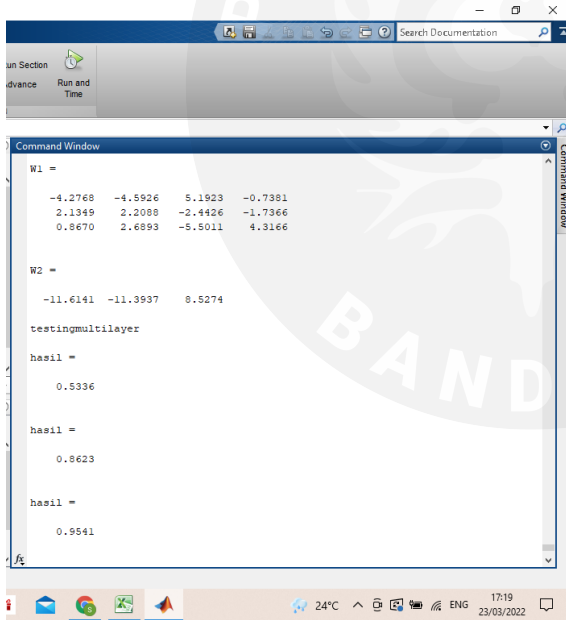 Search Documentation
Run and
Time
Command Window
W1 =
-4.2768 -4.5926 5.1923 -0.7381
2.1349 2.2088 -2.4426 -1.7366
0.8670 2.6893 -5.5011 4.3166
W2 =
-11.6141 -11.3937 8.5274
testingmultilayer
hasil =
0.5336
hasil =
0.8623
hasil =
0.9541
fx
Command Window
BAND
24°C
ENG
17:19
23/03/2022